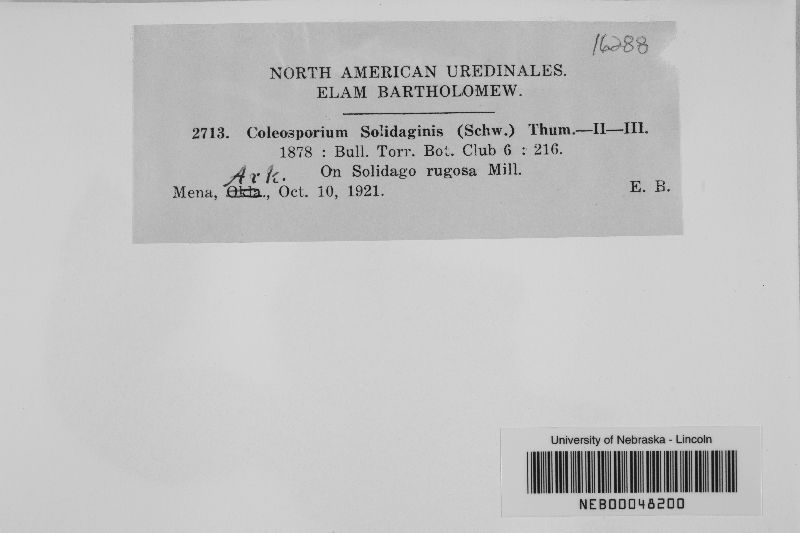 16288
NORTH AMERICAN UREDINALES.
ELAM BARTHOLOMEW.
2713. Coleosporium Solidaginis (Schw.) Thum.—II—III.
1878 : Bull. Torr. Bot. Club 6 : 216.
On Solidago rugosa Mill.
Ark.
Mena, Okla., Oct. 10, 1921. E. B.
University of Nebraska - Lincoln
NEB00048200